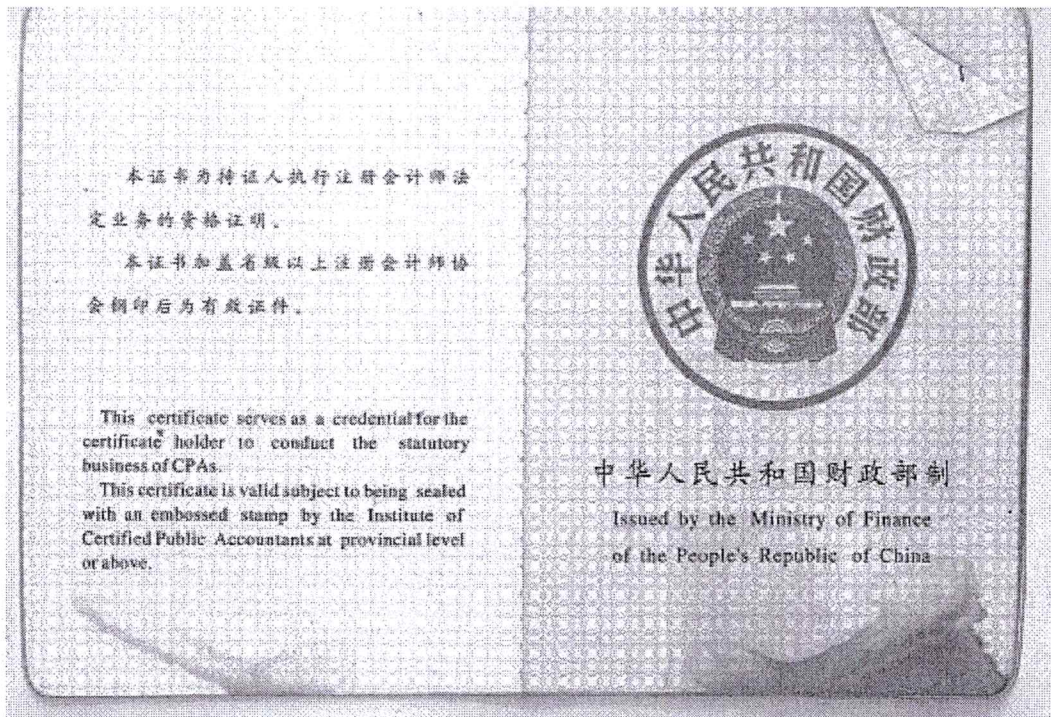 本证书为持证人执行注册会计师法
定业务的资格证明。
本证书加盖省级以上注册会计师协
会钢印后为有效证件。
This certificate serves as a credential for the
certificate holder to conduct the statutory
business of CPAs.
This certificate is valid subject to being sealed
with an embossed stamp by the Institute of
Certified Public Accountants at provincial level
or above.
中华人民共和国财政部
中华人民共和国财政部制
Issued by the Ministry of Finance
of the People's Republic of China